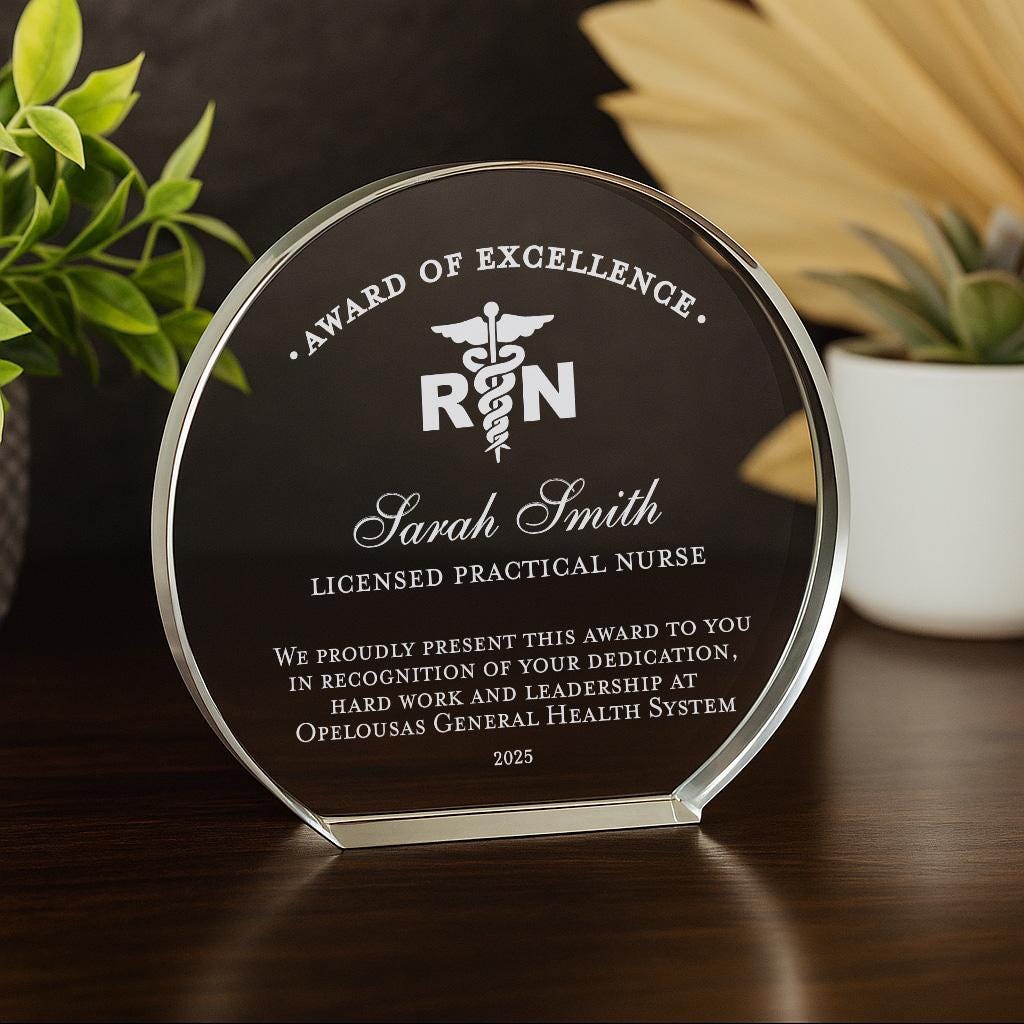 • AWARD OF EXCELLENCE •
RN
Sarah Smith
LICENSED PRACTICAL NURSE
WE PROUDLY PRESENT THIS AWARD TO YOU
IN RECOGNITION OF YOUR DEDICATION,
HARD WORK AND LEADERSHIP AT
OPELOUSAS GENERAL HEALTH SYSTEM
2025